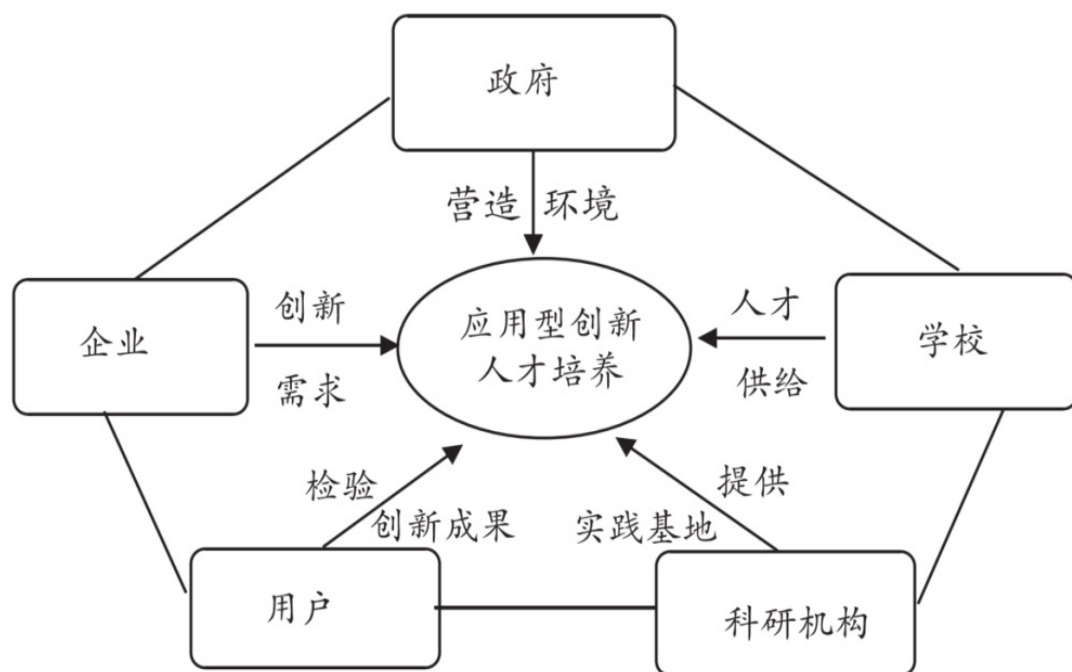 政府
营造 环境
企业
创新
需求
应用型创新
人才培养
人才
供给
学校
检验
创新成果
提供
实践基地
用户
科研机构